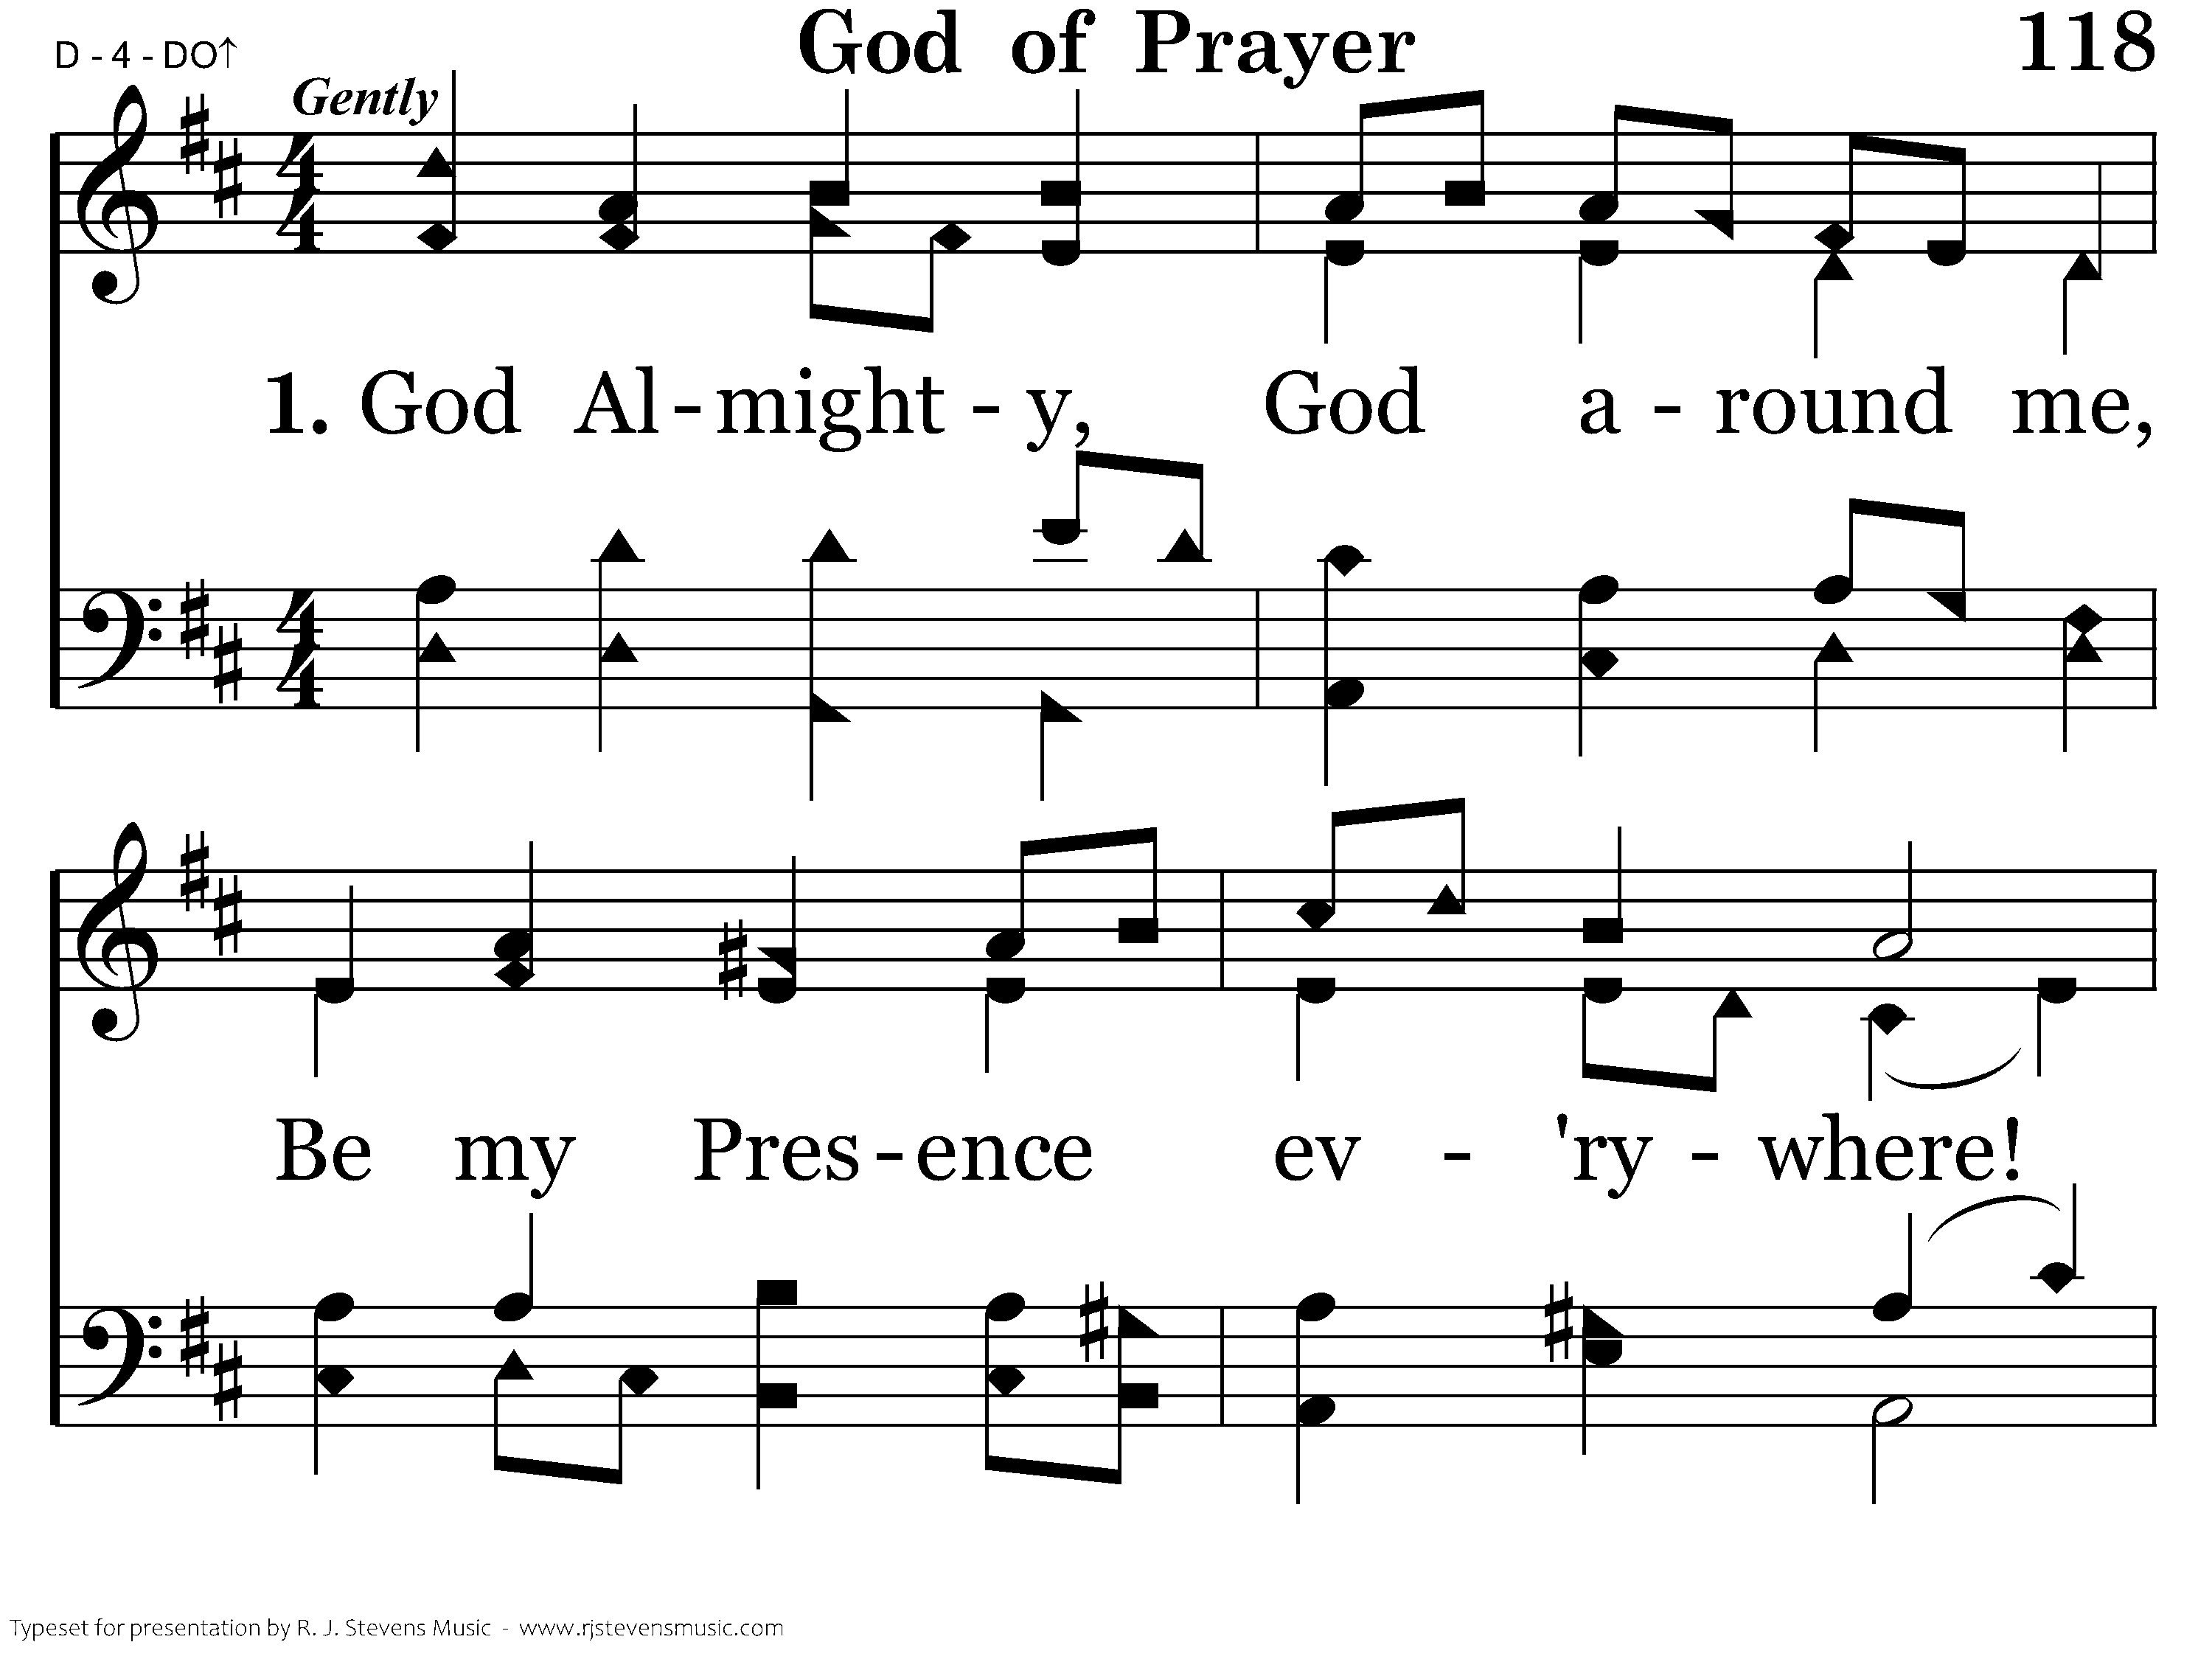 God of Prayer
118
D - 4 - DO↑
Gently
1. God Al - might - y, God a - round me,
Be my Pres - ence ev - 'ry - where!
Typeset for presentation by R. J. Stevens Music - www.rjstevensmusic.com